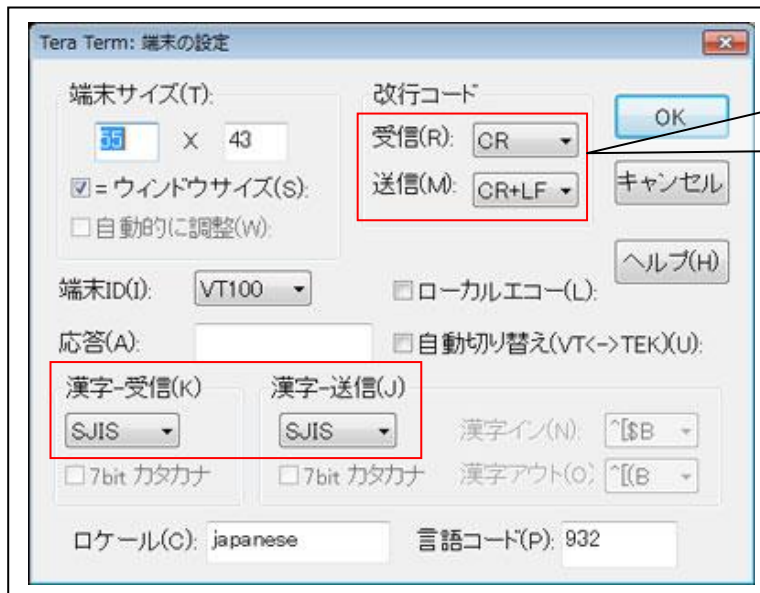 Tera Term: 端末の設定
端末サイズ(T):
55 X 43
= ウィンドウサイズ(S):
自動的に調整(W):
改行コード
受信(R): CR
送信(M): CR+LF
OK
キャンセル
ヘルプ(H)
端末ID(I): VT100
ローカルエコー(L):
応答(A):
自動切り替え(VT<->TEK)(U):
漢字-受信(K)
SJIS
7bit カタカナ
漢字-送信(J)
SJIS
7bit カタカナ
漢字イン(N): ^[$B
漢字アウト(O) ^[(B
ロケール(C): japanese
言語コード(P): 932